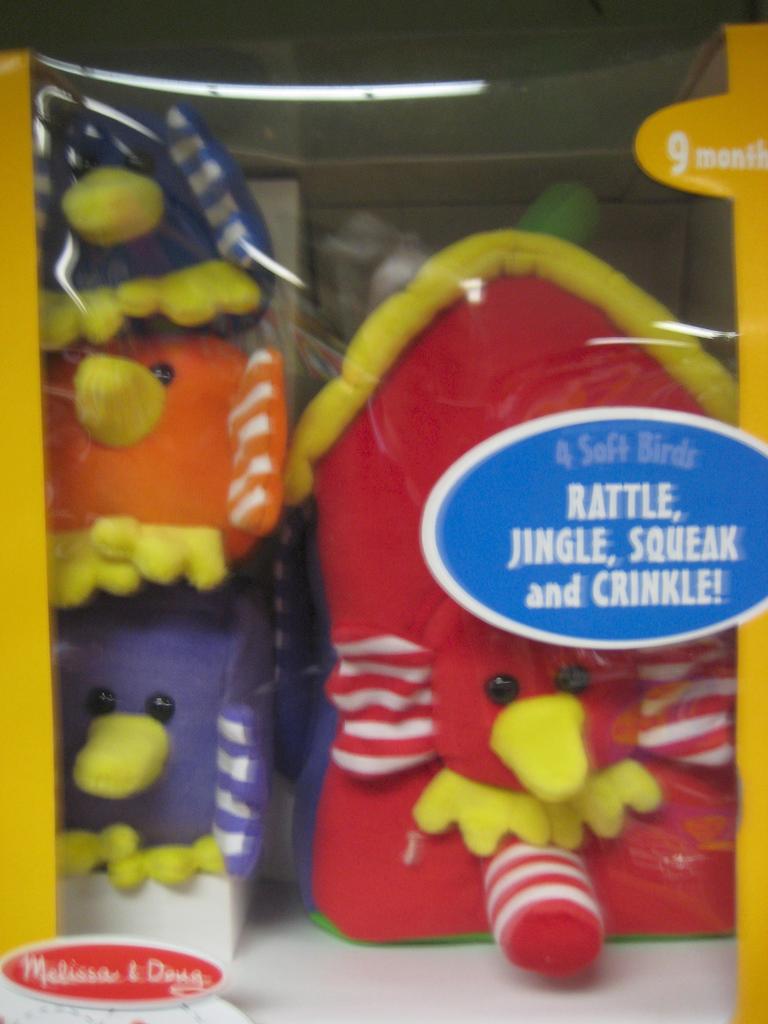 9 month
4 Soft Birds
RATTLE,
JINGLE, SQUEAK
and CRINKLE!
Melissa & Doug